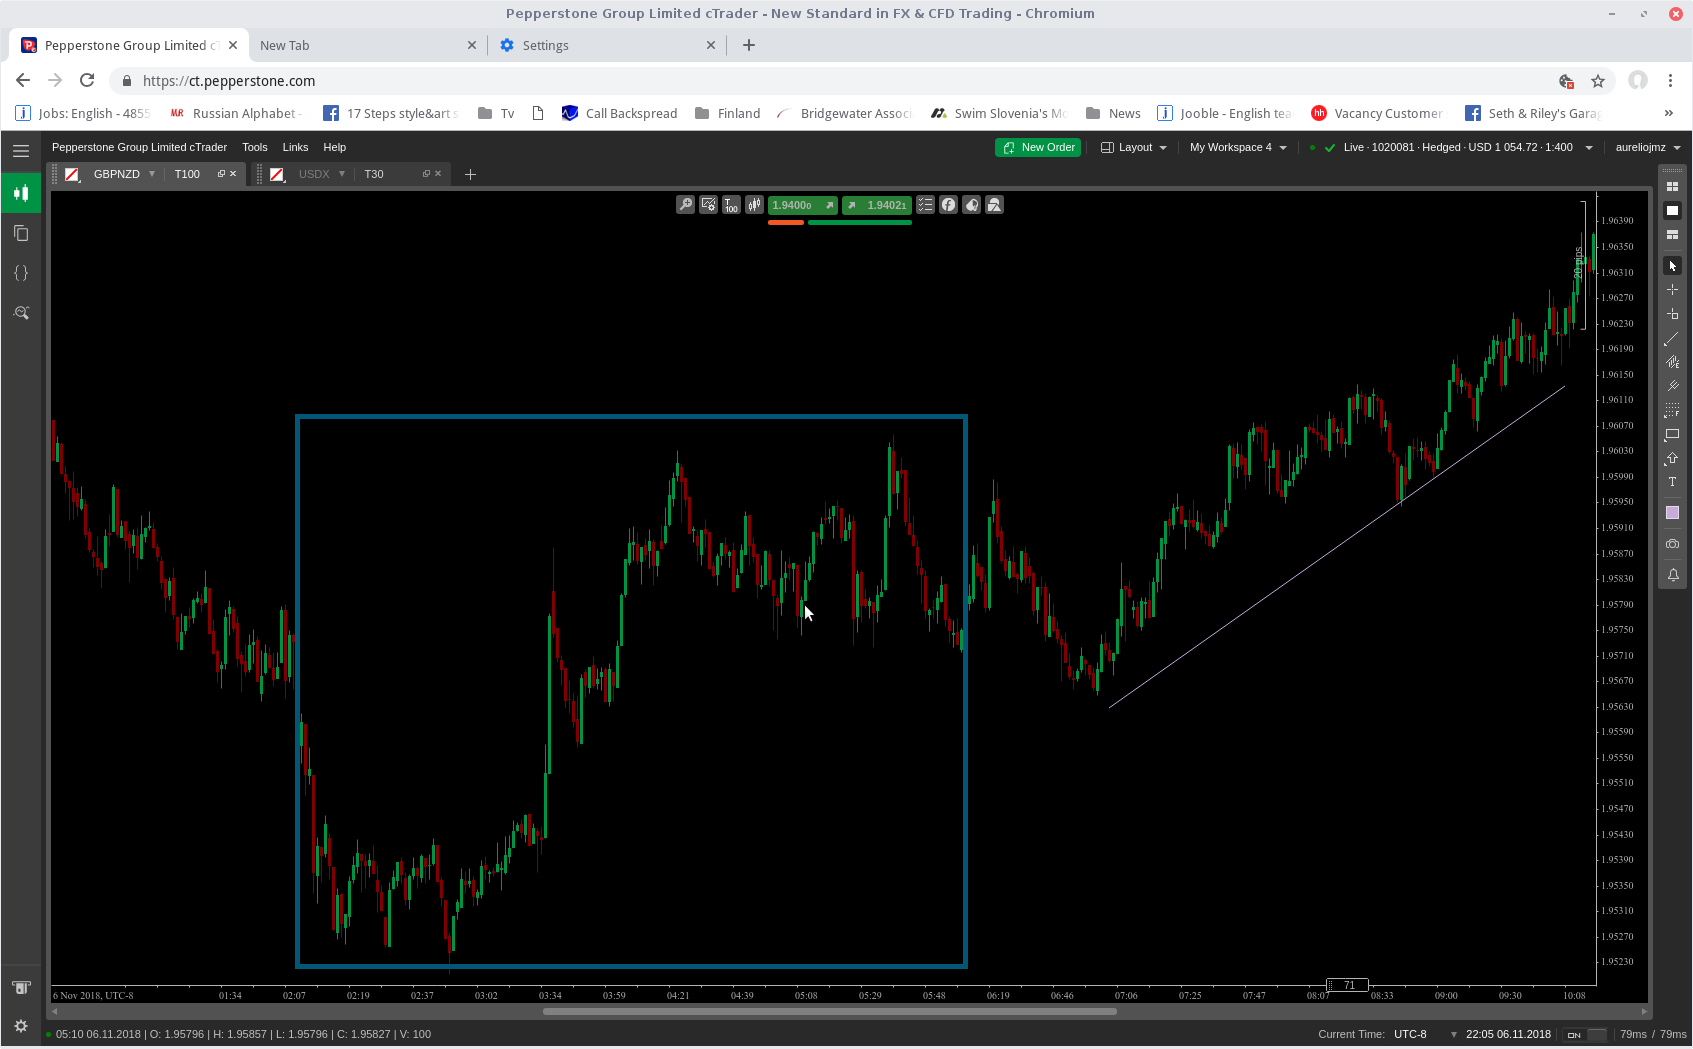 Pepperstone Group Limited cTrader - New Standard in FX & CFD Trading - Chromium
Pepperstone Group Limited cT
New Tab
Settings
https://ct.pepperstone.com
Jobs: English - 4855
Russian Alphabet -
17 Steps style&art s
Tv
Call Backspread
Finland
Bridgewater Associ
Swim Slovenia's Mo
News
Jooble - English tea
hh Vacancy Customer
Seth & Riley's Garag
»
Pepperstone Group Limited cTrader Tools Links Help
New Order
Layout
My Workspace 4
Live · 1020081 · Hedged · USD 1 054.72 · 1:400
aureliojmz
GBPNZD T100
USDX T30
T100
1.94000
1.94021
20 pips
1.96390
1.96350
1.96310
1.96270
1.96230
1.96190
1.96150
1.96110
1.96070
1.96030
1.95990
1.95950
1.95910
1.95870
1.95830
1.95790
1.95750
1.95710
1.95670
1.95630
1.95590
1.95550
1.95510
1.95470
1.95430
1.95390
1.95350
1.95310
1.95270
1.95230
71
6 Nov 2018, UTC-8 01:34 02:07 02:19 02:37 03:02 03:34 03:59 04:21 04:39 05:08 05:29 05:48 06:19 06:46 07:06 07:25 07:47 08:07 08:33 09:00 09:30 10:08
05:10 06.11.2018 | O: 1.95796 | H: 1.95857 | L: 1.95796 | C: 1.95827 | V: 100
Current Time: UTC-8 22:05 06.11.2018 ON 79ms / 79ms